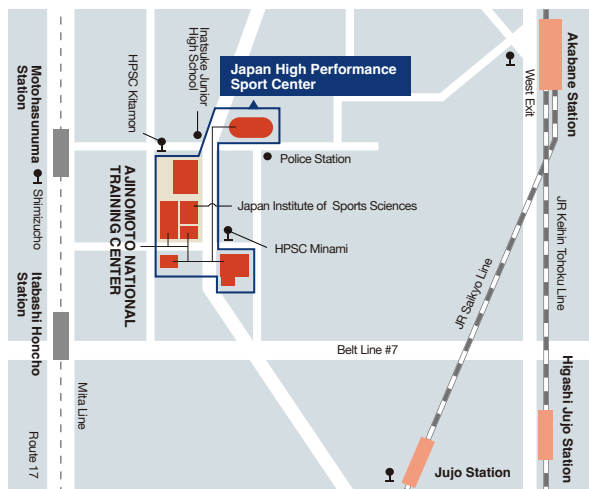 Japan High Performance
Sport Center
Inatsuke Junior
High School
HPSC Kitamon
Motohasunuma
Station
Shimizucho
Police Station
AJINOMOTO NATIONAL
TRAINING CENTER
Japan Institute of Sports Sciences
HPSC Minami
Itabashi Honcho
Station
Mita Line
Route 17
Belt Line #7
Akabane Station
West Exit
JR Keihin Tohoku Line
JR Saikyo Line
Higashi Jujo Station
Jujo Station